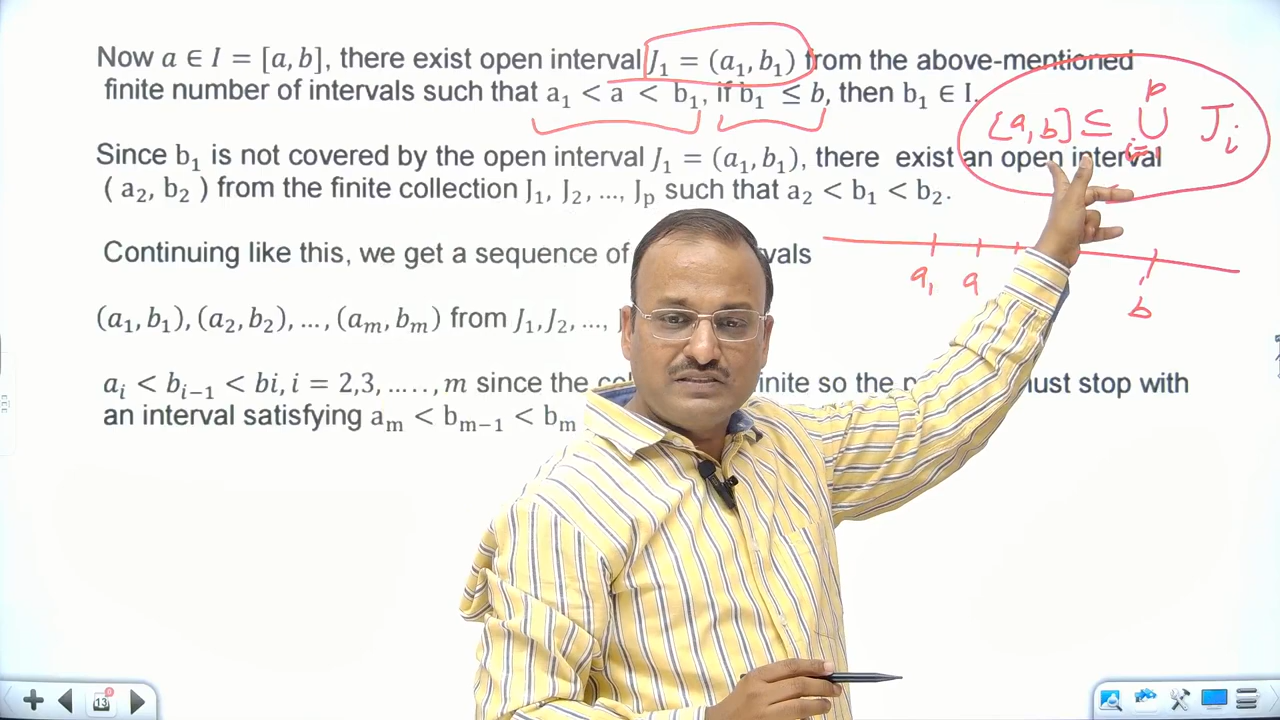 Now a ∈ I = [a, b], there exist open interval J₁ = (a₁, b₁) from the above-mentioned
finite number of intervals such that a₁ < a < b₁, if b₁ ≤ b, then b₁ ∈ I.
[a, b] ⊆ ⋃ᵖᵢ₌₁ Jᵢ
Since b₁ is not covered by the open interval J₁ = (a₁, b₁), there exist an open interval
( a₂, b₂ ) from the finite collection J₁, J₂, ..., Jₚ such that a₂ < b₁ < b₂.
Continuing like this, we get a sequence of
a₁ a b
(a₁, b₁), (a₂, b₂), ... , (aₘ, bₘ) from J₁, J₂, ...,
aᵢ < bᵢ₋₁ < bi, i = 2,3, ... .. , m since the so the must stop with
an interval satisfying aₘ < bₘ₋₁ < bₘ
13